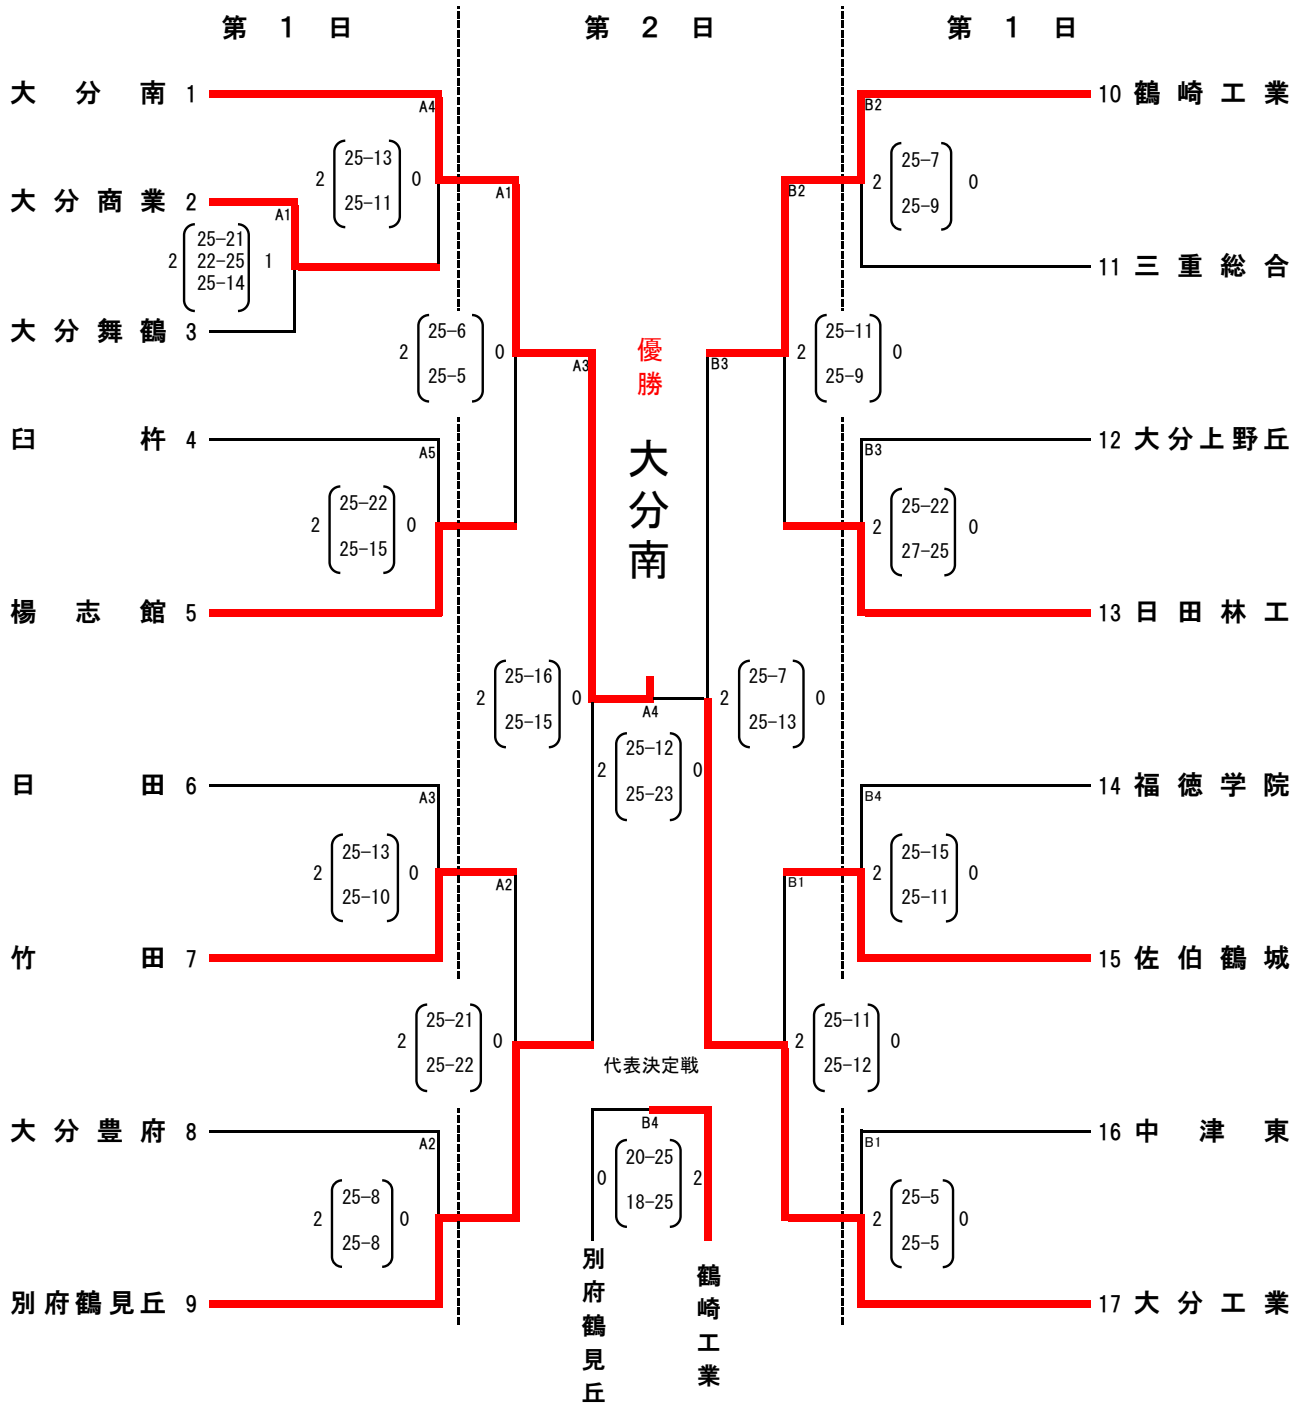 第 1 日
第 2 日
第 1 日
大分南 1
A4
B2
10 鶴崎工業
2 25-13 0
25-11
2 25-7 0
25-9
大分商業 2
A1
A1
B2
2 25-21 1
22-25
25-14
11 三重総合
大分舞鶴 3
2 25-6 0
25-5
優勝
大分南
2 25-11 0
25-9
A3
B3
臼杵 4
A5
B3
12 大分上野丘
2 25-22 0
25-15
2 25-22 0
27-25
楊志館 5
13 日田林工
2 25-16 0
25-15
A4
2 25-7 0
25-13
2 25-12 0
25-23
日田 6
A3
B4
14 福徳学院
2 25-13 0
25-10
2 25-15 0
25-11
A2
B1
竹田 7
15 佐伯鶴城
2 25-21 0
25-22
2 25-11 0
25-12
代表決定戦
大分豊府 8
A2
B4
B1
16 中津東
0 20-25 2
18-25
2 25-8 0
25-8
2 25-5 0
25-5
別府鶴見丘
鶴崎工業
別府鶴見丘 9
17 大分工業